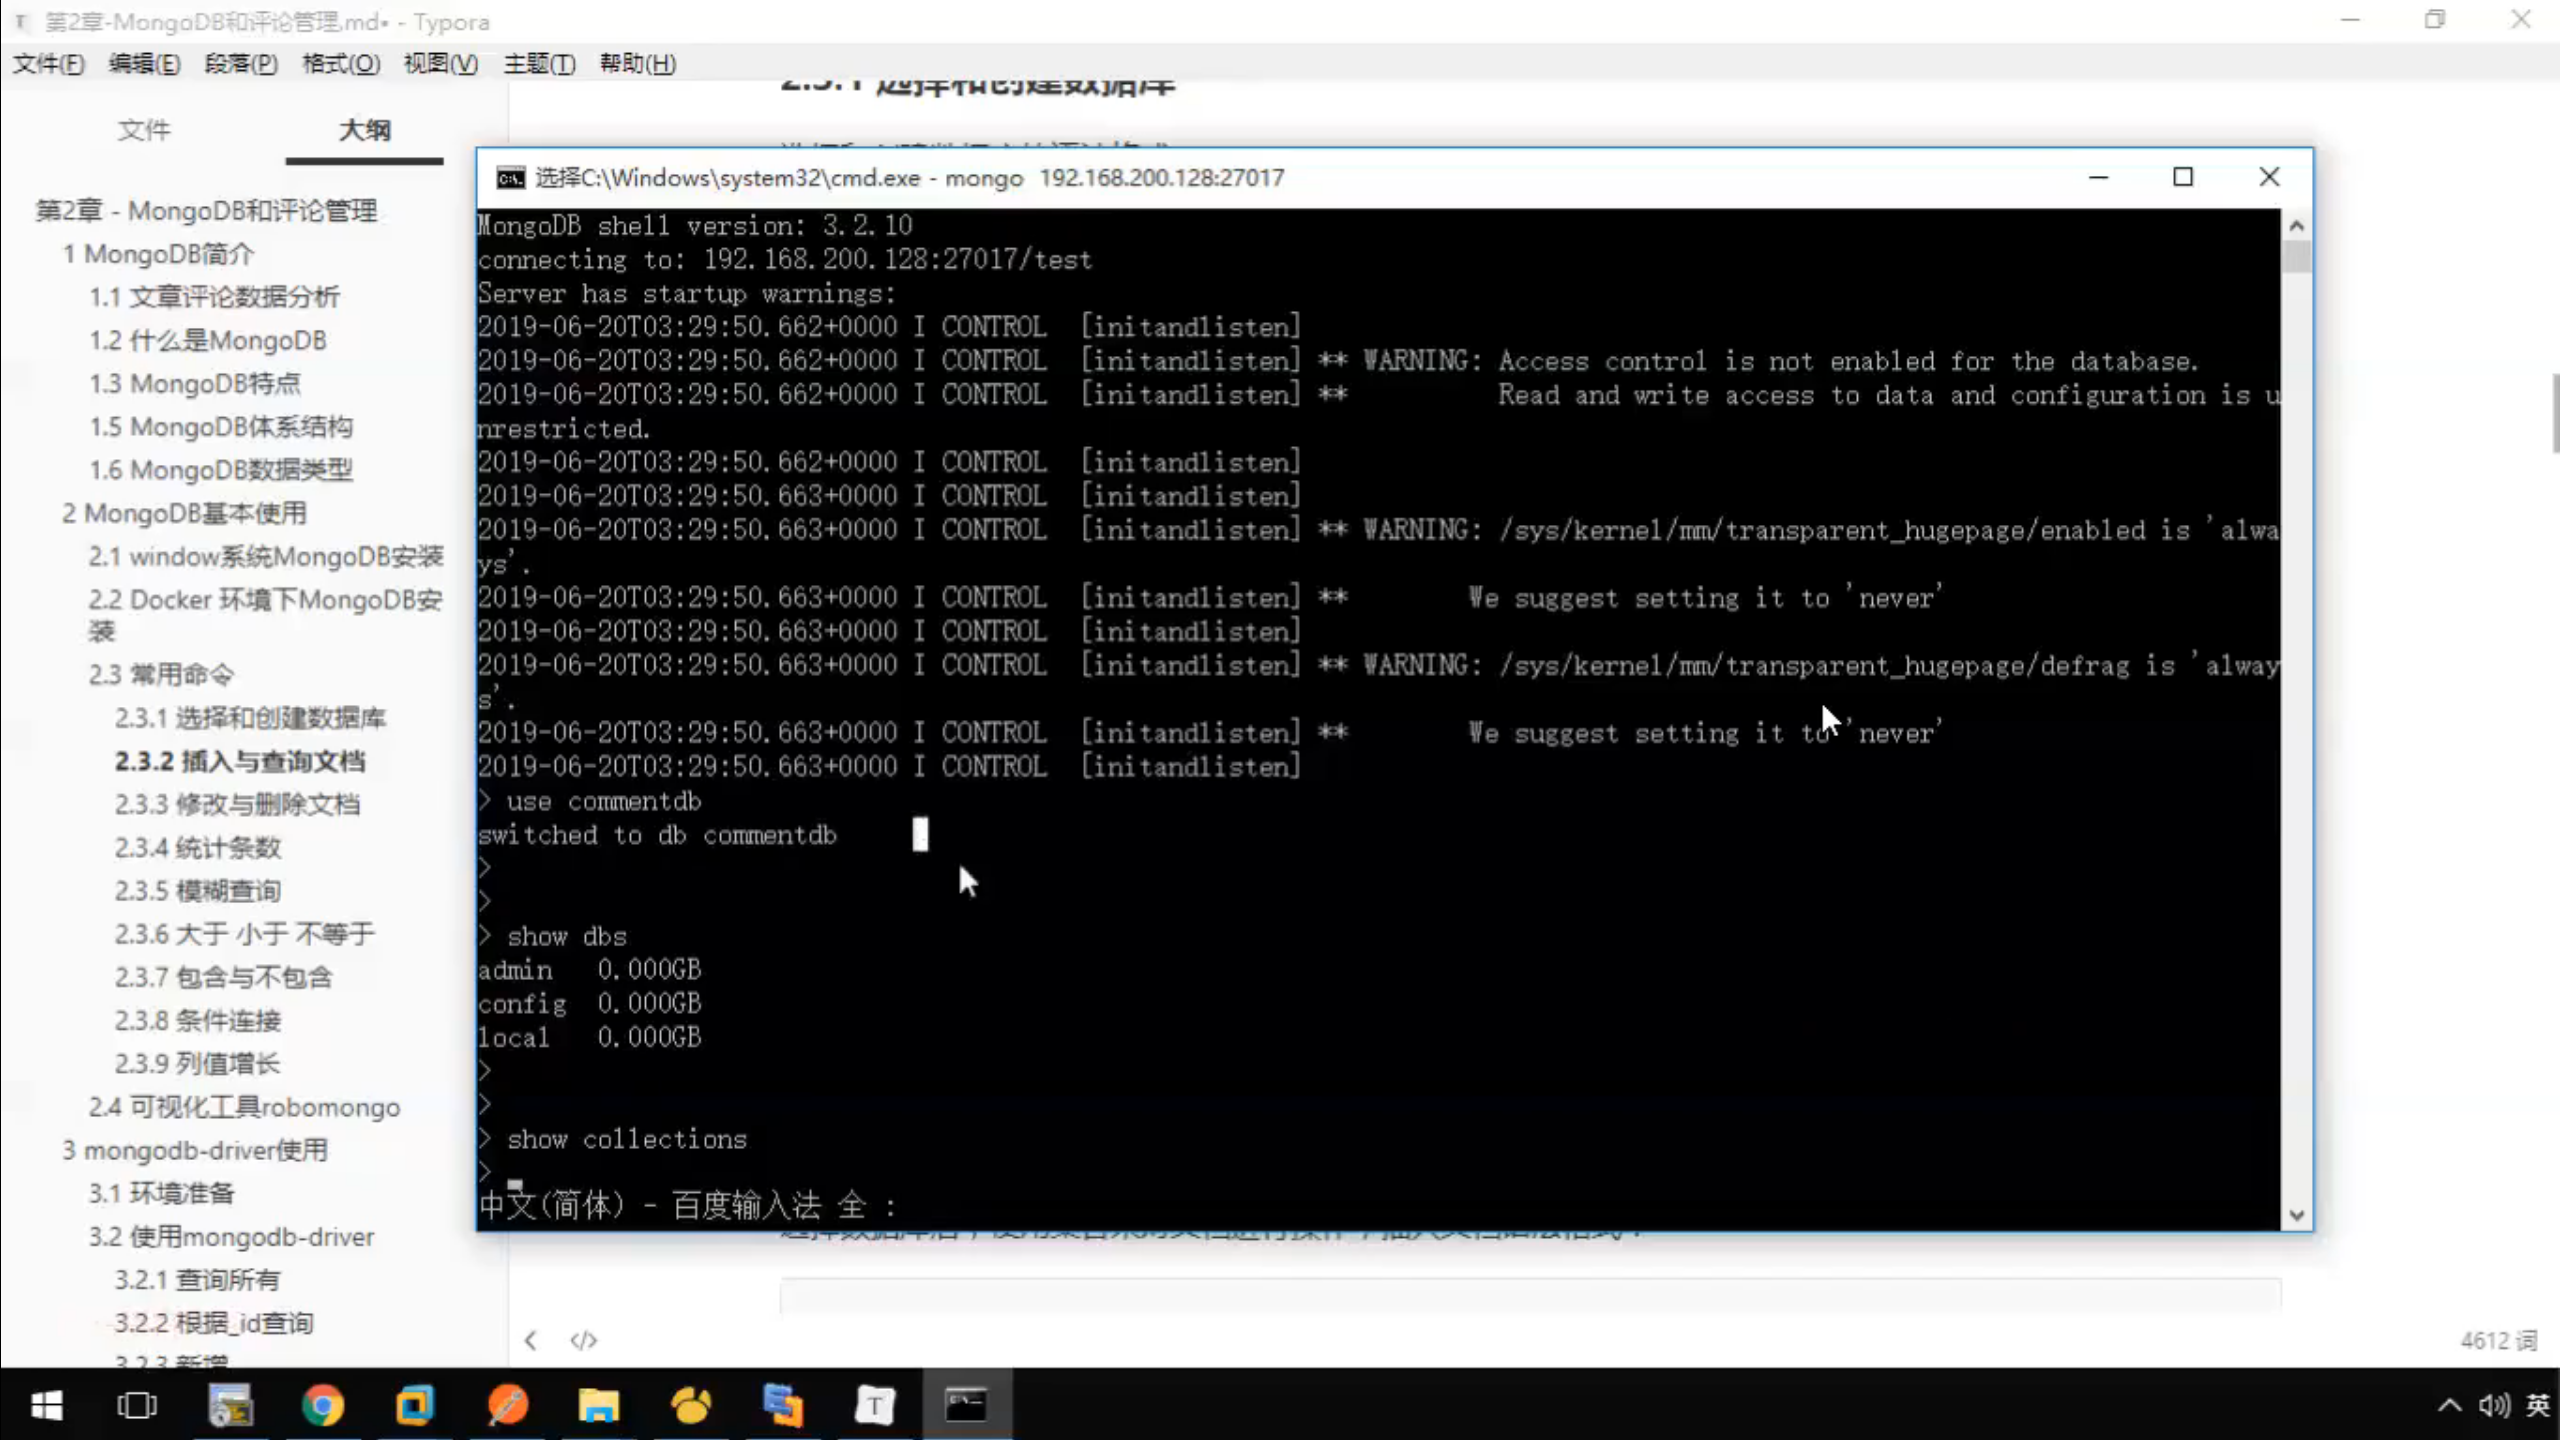 第2章-MongoDB和评论管理.md• - Typora
文件(F) 编辑(E) 段落(P) 格式(O) 视图(V) 主题(T) 帮助(H)
文件 大纲
第2章 - MongoDB和评论管理
1 MongoDB简介
1.1 文章评论数据分析
1.2 什么是MongoDB
1.3 MongoDB特点
1.5 MongoDB体系结构
1.6 MongoDB数据类型
2 MongoDB基本使用
2.1 window系统MongoDB安装
2.2 Docker 环境下MongoDB安
装
2.3 常用命令
2.3.1 选择和创建数据库
2.3.2 插入与查询文档
2.3.3 修改与删除文档
2.3.4 统计条数
2.3.5 模糊查询
2.3.6 大于 小于 不等于
2.3.7 包含与不包含
2.3.8 条件连接
2.3.9 列值增长
2.4 可视化工具robomongo
3 mongodb-driver使用
3.1 环境准备
3.2 使用mongodb-driver
3.2.1 查询所有
3.2.2 根据_id查询
3.2.3 新增
2.3.1 选择和创建数据库
选择C:\Windows\system32\cmd.exe - mongo 192.168.200.128:27017
MongoDB shell version: 3.2.10
connecting to: 192.168.200.128:27017/test
Server has startup warnings:
2019-06-20T03:29:50.662+0000 I CONTROL [initandlisten]
2019-06-20T03:29:50.662+0000 I CONTROL [initandlisten] ** WARNING: Access control is not enabled for the database.
2019-06-20T03:29:50.662+0000 I CONTROL [initandlisten] ** Read and write access to data and configuration is u
nrestricted.
2019-06-20T03:29:50.662+0000 I CONTROL [initandlisten]
2019-06-20T03:29:50.663+0000 I CONTROL [initandlisten]
2019-06-20T03:29:50.663+0000 I CONTROL [initandlisten] ** WARNING: /sys/kernel/mm/transparent_hugepage/enabled is 'alwa
ys'.
2019-06-20T03:29:50.663+0000 I CONTROL [initandlisten] ** We suggest setting it to 'never'
2019-06-20T03:29:50.663+0000 I CONTROL [initandlisten]
2019-06-20T03:29:50.663+0000 I CONTROL [initandlisten] ** WARNING: /sys/kernel/mm/transparent_hugepage/defrag is 'alway
s'.
2019-06-20T03:29:50.663+0000 I CONTROL [initandlisten] ** We suggest setting it to 'never'
2019-06-20T03:29:50.663+0000 I CONTROL [initandlisten]
> use commentdb
switched to db commentdb
>
>
> show dbs
admin 0.000GB
config 0.000GB
local 0.000GB
>
>
> show collections
>
中文(简体) - 百度输入法 全 :
4612 词
英